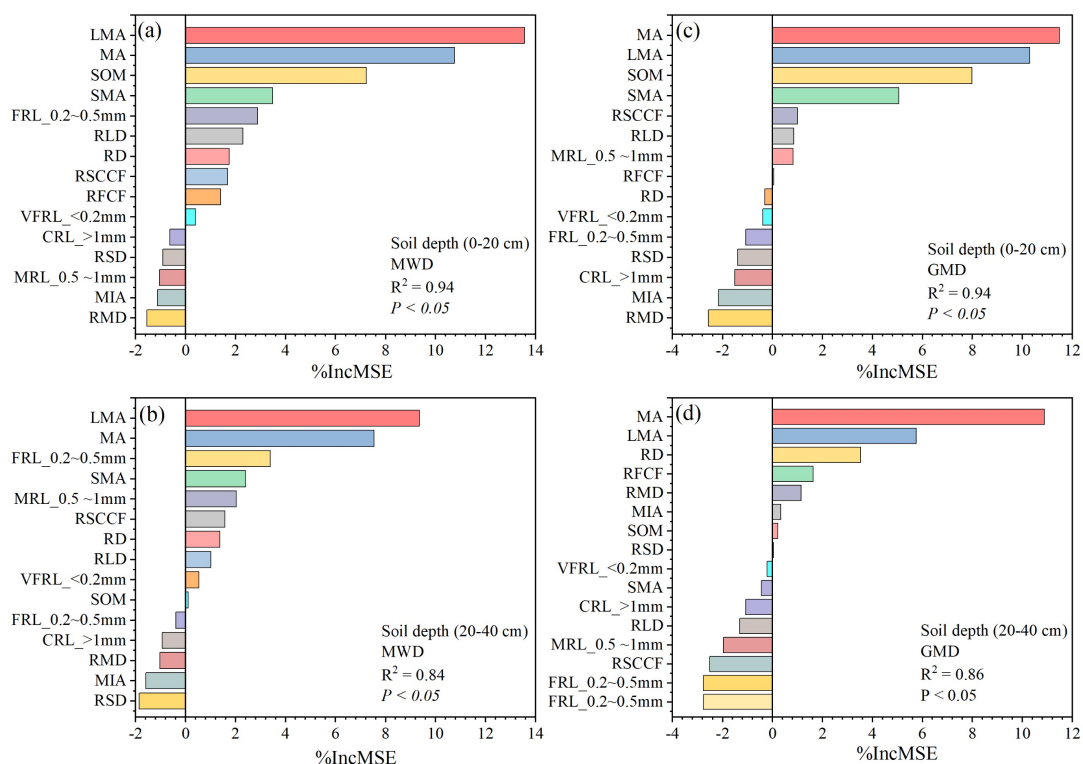 (a)
LMA
MA
SOM
SMA
FRL_0.2~0.5mm
RLD
RD
RSCCF
RFCF
VFRL_<0.2mm
CRL_>1mm
RSD
MRL_0.5 ~1mm
MIA
RMD
Soil depth (0-20 cm)
MWD
R² = 0.94
P < 0.05
-2 0 2 4 6 8 10 12 14
%IncMSE
(c)
MA
LMA
SOM
SMA
RSCCF
RLD
MRL_0.5 ~1mm
RFCF
RD
VFRL_<0.2mm
FRL_0.2~0.5mm
RSD
CRL_>1mm
MIA
RMD
Soil depth (0-20 cm)
GMD
R² = 0.94
P < 0.05
-4 -2 0 2 4 6 8 10 12
%IncMSE
(b)
LMA
MA
FRL_0.2~0.5mm
SMA
MRL_0.5 ~1mm
RSCCF
RD
RLD
VFRL_<0.2mm
SOM
FRL_0.2~0.5mm
CRL_>1mm
RMD
MIA
RSD
Soil depth (20-40 cm)
MWD
R² = 0.84
P < 0.05
-2 0 2 4 6 8 10 12 14
%IncMSE
(d)
MA
LMA
RD
RFCF
RMD
MIA
SOM
RSD
VFRL_<0.2mm
SMA
CRL_>1mm
RLD
MRL_0.5 ~1mm
RSCCF
FRL_0.2~0.5mm
FRL_0.2~0.5mm
Soil depth (20-40 cm)
GMD
R² = 0.86
P < 0.05
-4 -2 0 2 4 6 8 10 12
%IncMSE